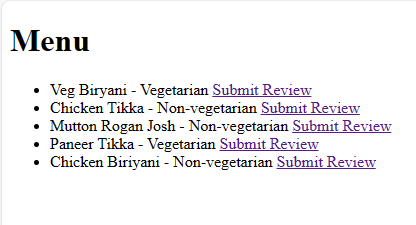 Menu
Veg Biryani - Vegetarian Submit Review
Chicken Tikka - Non-vegetarian Submit Review
Mutton Rogan Josh - Non-vegetarian Submit Review
Paneer Tikka - Vegetarian Submit Review
Chicken Biriyani - Non-vegetarian Submit Review